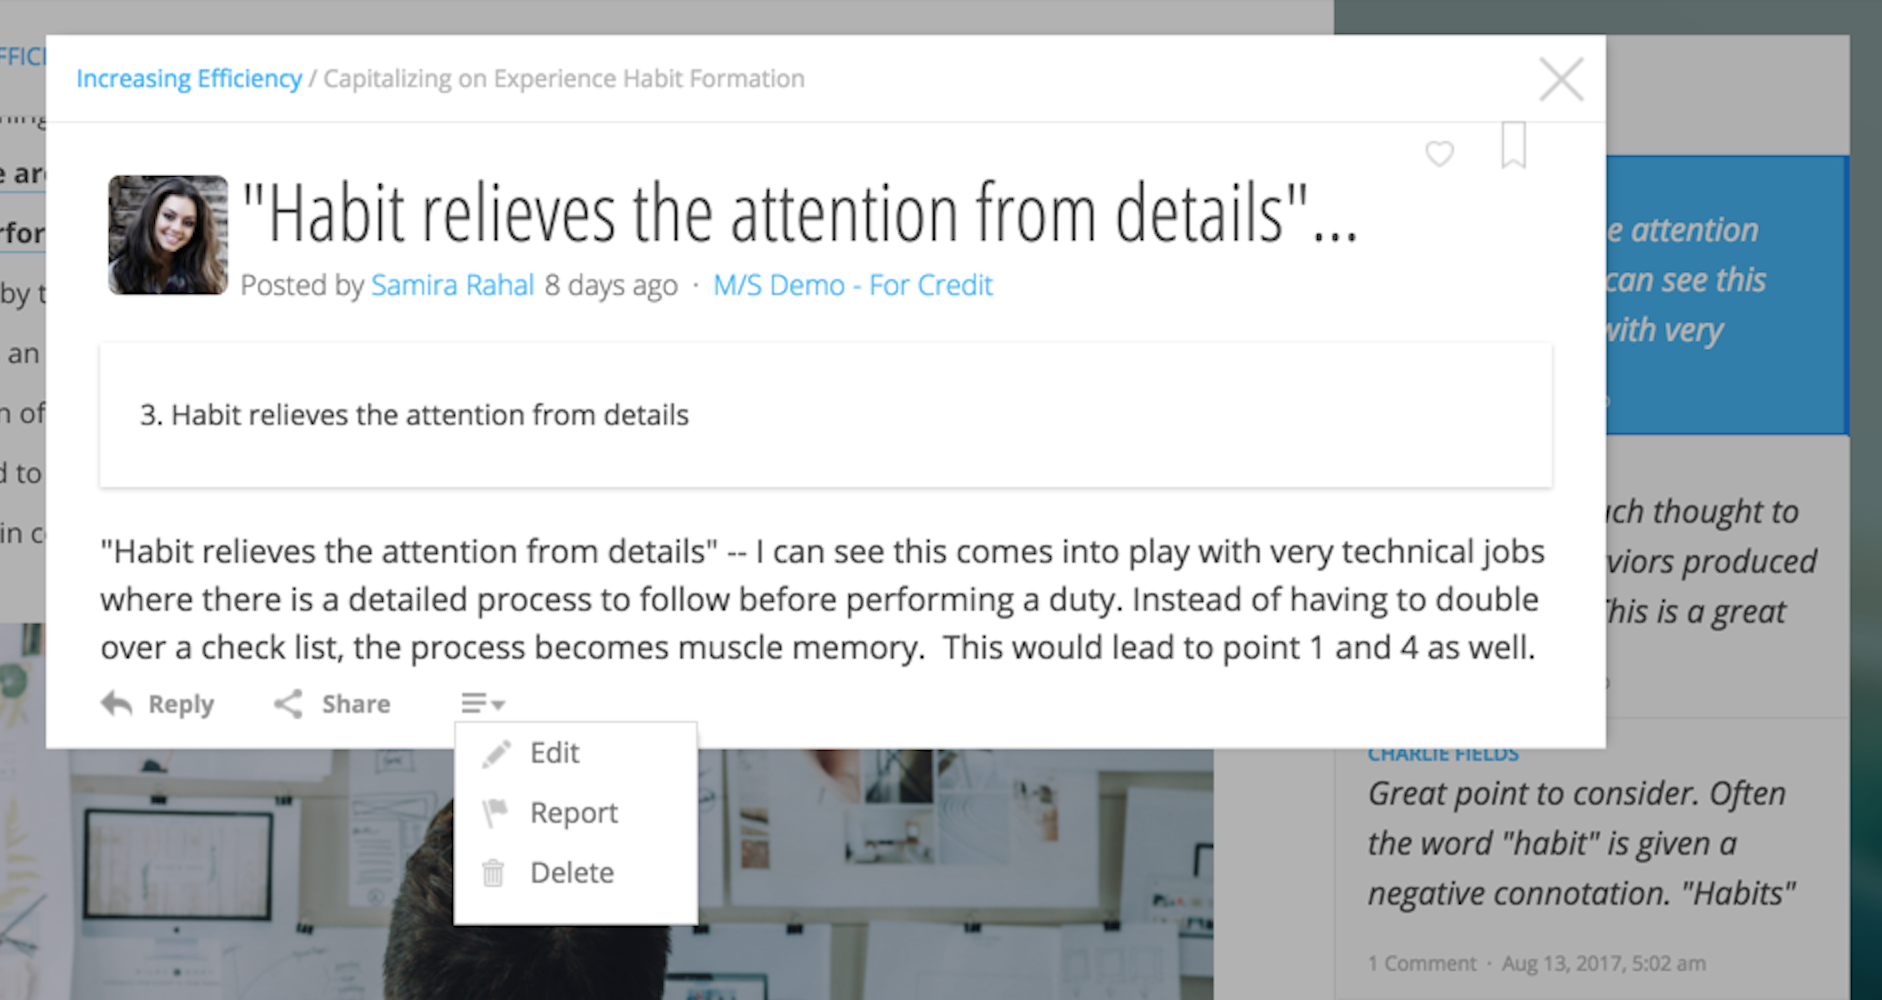 Increasing Efficiency / Capitalizing on Experience Habit Formation
"Habit relieves the attention from details"...
Posted by Samira Rahal 8 days ago · M/S Demo - For Credit
3. Habit relieves the attention from details
"Habit relieves the attention from details" -- I can see this comes into play with very technical jobs
where there is a detailed process to follow before performing a duty. Instead of having to double
over a check list, the process becomes muscle memory.  This would lead to point 1 and 4 as well.
Reply Share
Edit
Report
Delete
by
an
to
in
attention
can see this
with very
thought to
produced
This is a great
CHARLIE FIELDS
Great point to consider. Often
the word "habit" is given a
negative connotation. "Habits"
1 Comment · Aug 13, 2017, 5:02 am